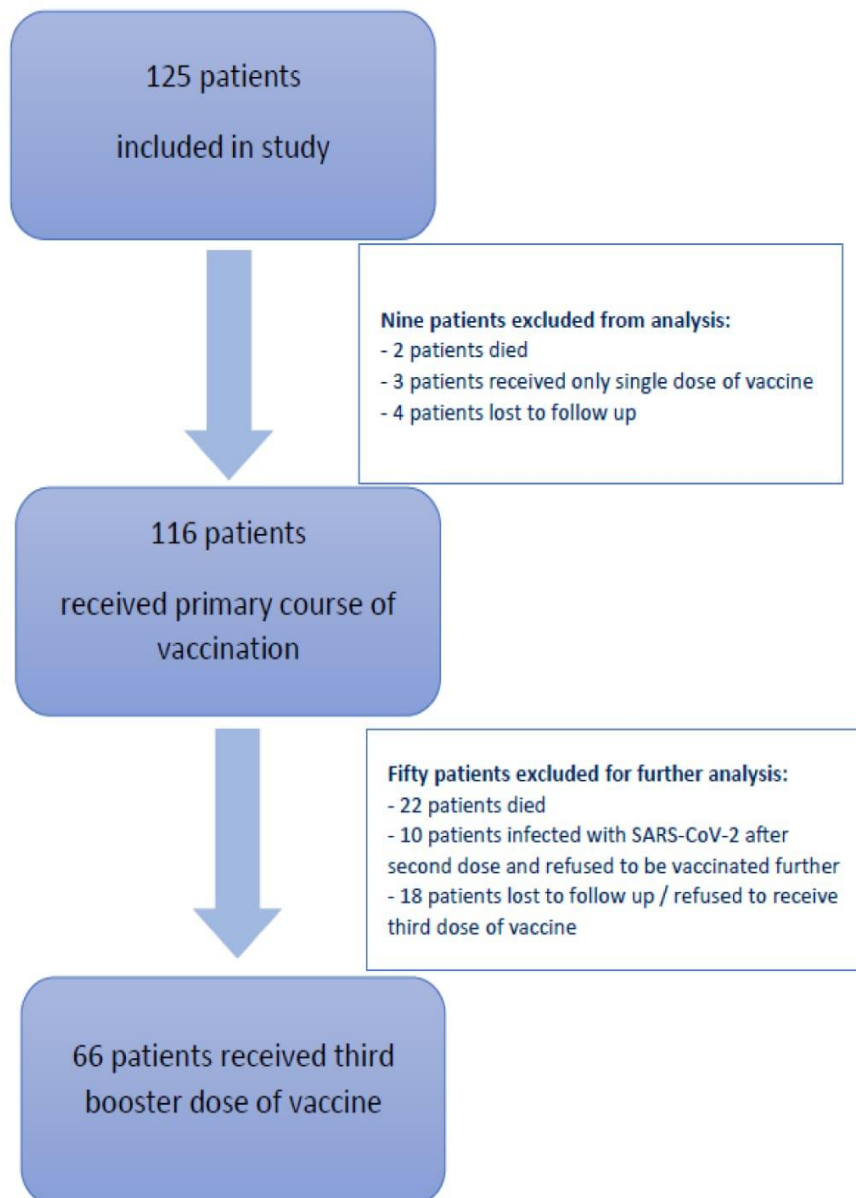 125 patients
included in study
Nine patients excluded from analysis:
- 2 patients died
- 3 patients received only single dose of vaccine
- 4 patients lost to follow up
116 patients
received primary course of
vaccination
Fifty patients excluded for further analysis:
- 22 patients died
- 10 patients infected with SARS-CoV-2 after
second dose and refused to be vaccinated further
- 18 patients lost to follow up / refused to receive
third dose of vaccine
66 patients received third
booster dose of vaccine